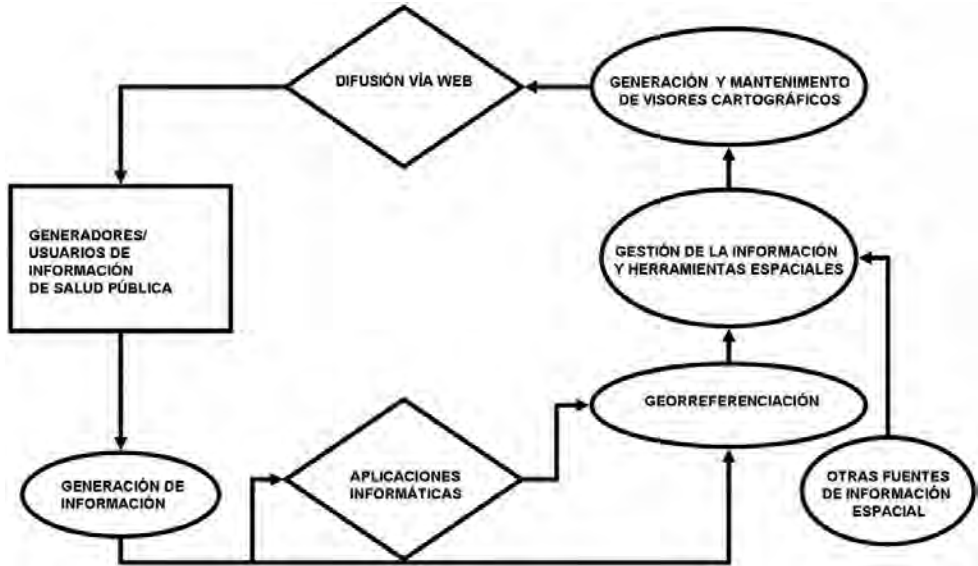 DIFUSIÓN VÍA WEB
GENERACIÓN Y MANTENIMENTO
DE VISORES CARTOGRÁFICOS
GENERADORES/
USUARIOS DE
INFORMACIÓN
DE SALUD PÚBLICA
GESTIÓN DE LA INFORMACIÓN
Y HERRAMIENTAS ESPACIALES
GEORREFERENCIACIÓN
GENERACIÓN DE
INFORMACIÓN
APLICACIONES
INFORMÁTICAS
OTRAS FUENTES
DE INFORMACIÓN
ESPACIAL